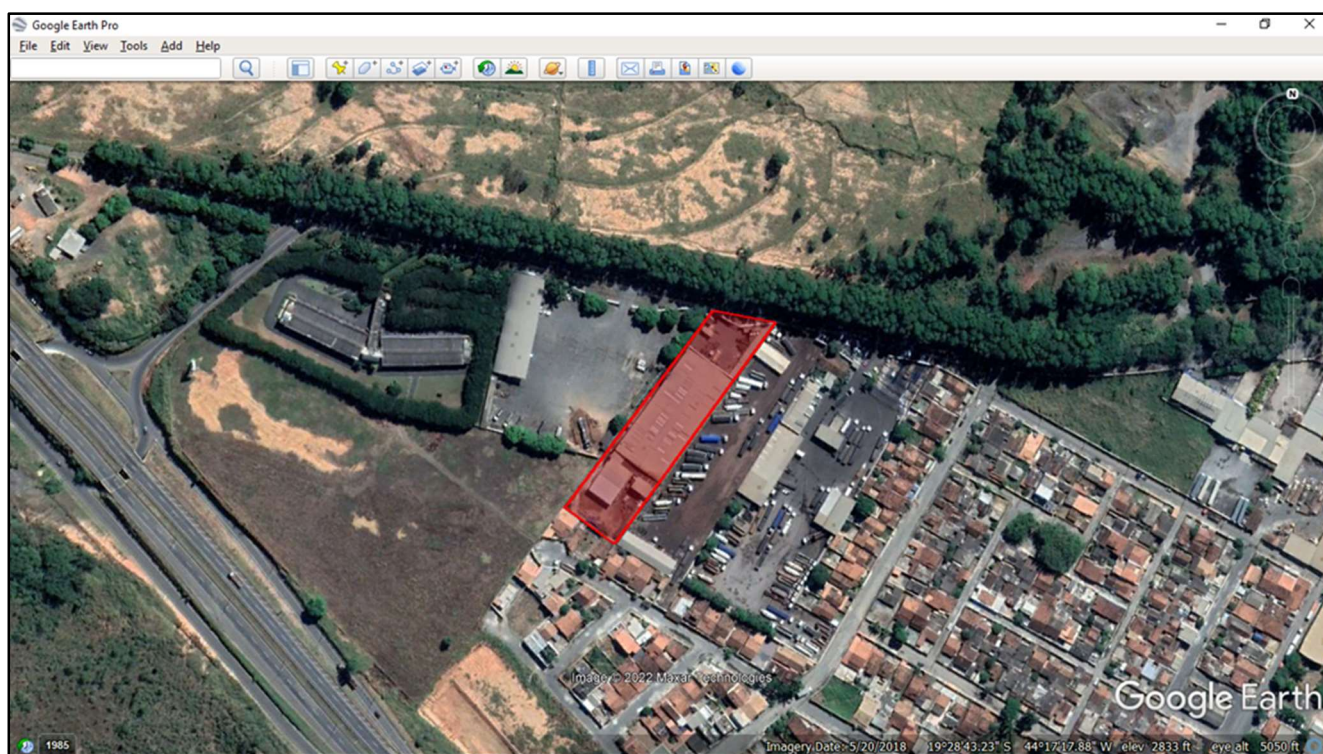 Google Earth Pro
File Edit View Tools Add Help
N
Image © 2022 Maxar Technologies
Google Earth
1985
Imagery Date: 5/20/2018 19°28'43.23" S 44°17'17.88" W elev 2833 ft eye alt 5050 ft